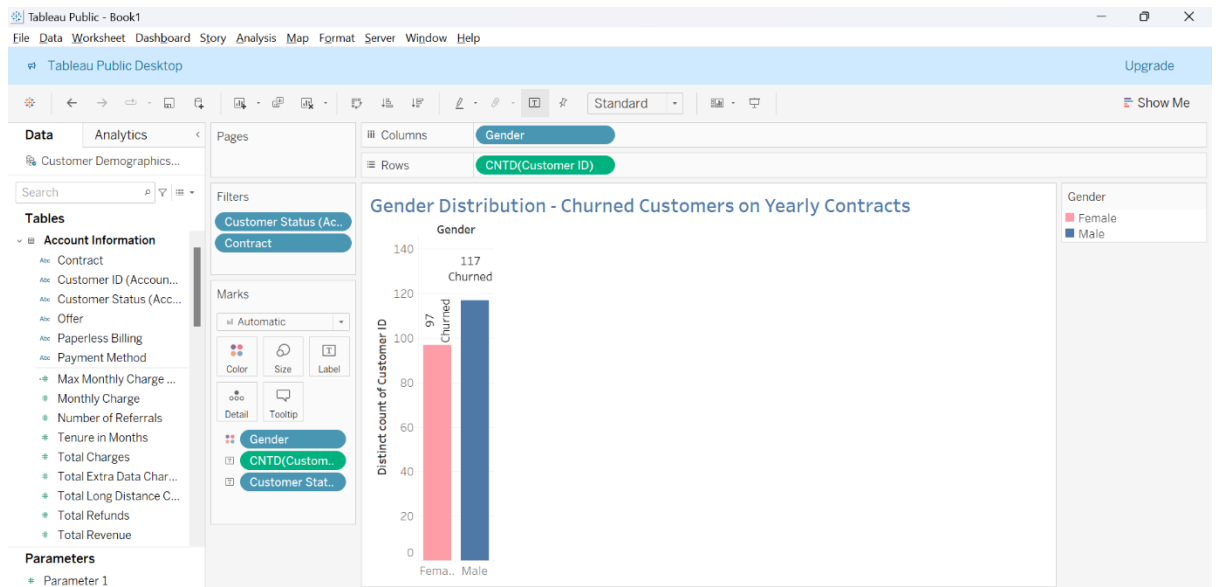 Tableau Public - Book1
File Data Worksheet Dashboard Story Analysis Map Format Server Window Help
Tableau Public Desktop Upgrade
Standard Show Me
Data Analytics
Customer Demographics...
Search
Tables
Account Information
Abc Contract
Abc Customer ID (Accoun...
Abc Customer Status (Acc...
Abc Offer
Abc Paperless Billing
Abc Payment Method
Max Monthly Charge ...
Monthly Charge
Number of Referrals
Tenure in Months
Total Charges
Total Extra Data Char...
Total Long Distance C...
Total Refunds
Total Revenue
Parameters
Parameter 1
Pages
Filters
Customer Status (Ac..
Contract
Marks
Automatic
Color Size Label
Detail Tooltip
Gender
CNTD(Custom..
Customer Stat..
Columns Gender
Rows CNTD(Customer ID)
Gender Distribution - Churned Customers on Yearly Contracts
Gender
140
120
100
80
60
40
20
0
Distinct count of Customer ID
97
Churned
117
Churned
Fema.. Male
Gender
Female
Male